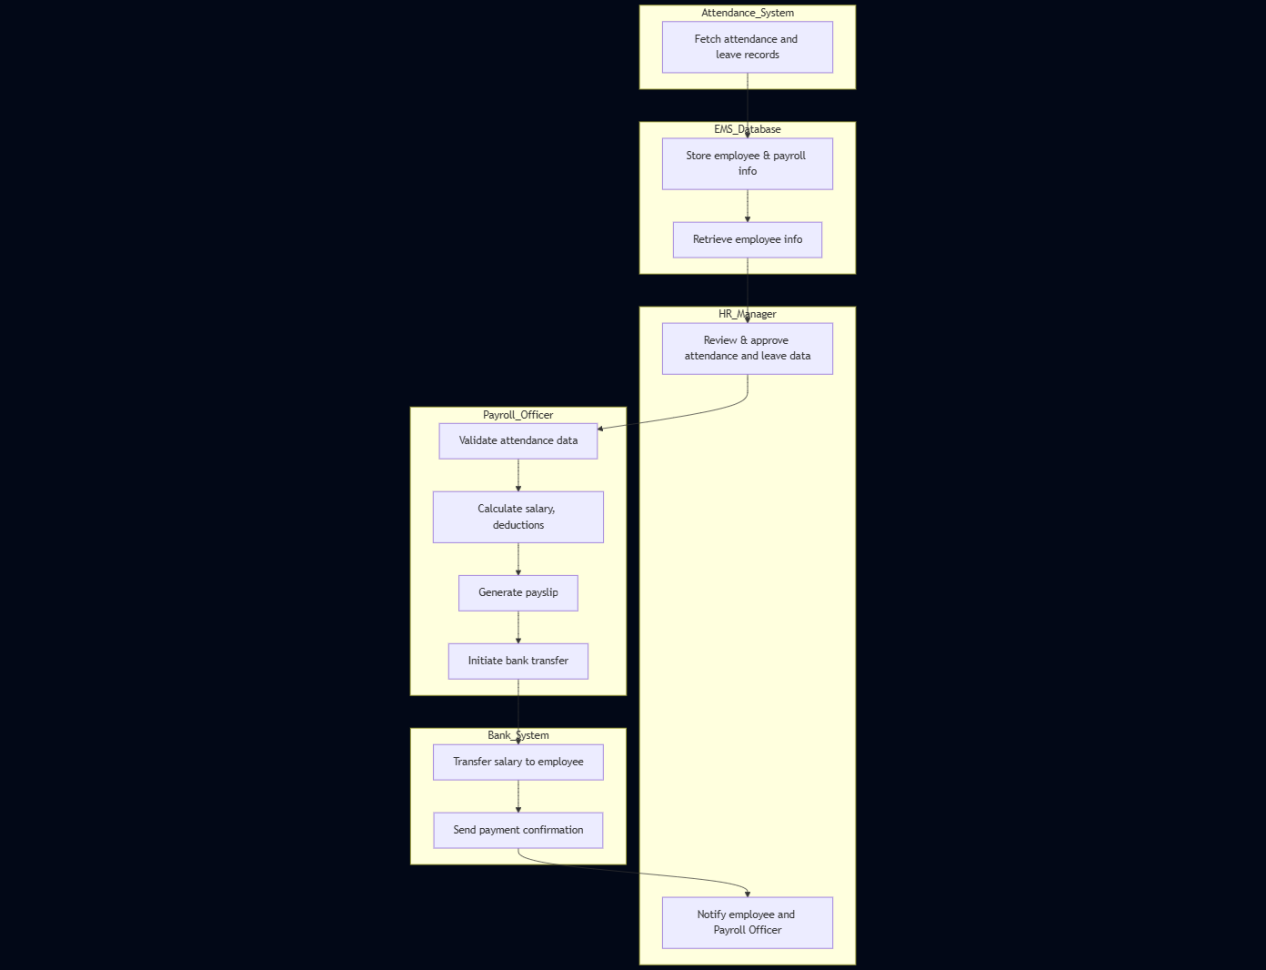 Attendance_System
Fetch attendance and
leave records
EMS_Database
Store employee & payroll
info
Retrieve employee info
HR_Manager
Review & approve
attendance and leave data
Payroll_Officer
Validate attendance data
Calculate salary,
deductions
Generate payslip
Initiate bank transfer
Bank_System
Transfer salary to employee
Send payment confirmation
Notify employee and
Payroll Officer